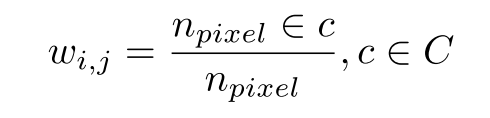 w_{i,j} = \frac{n_{pixel} \in c}{n_{pixel}}, c \in C